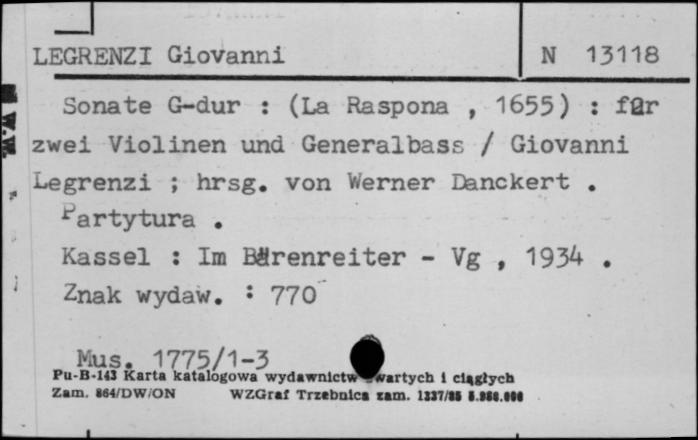 LEGRENZI Giovanni
N 13118
Sonate G-dur : (La Raspona , 1655) : für
zwei Violinen und Generalbass / Giovanni
Legrenzi ; hrsg. von Werner Danckert .
Partytura .
Kassel : Im Bärenreiter - Vg , 1934 .
Znak wydaw. : 770
Mus. 1775/1-3
Pu-B-143 Karta katalogowa wydawnictw zwartych i ciągłych
Zam. 864/DW/ON WZGraf Trzebnica zam. 1237/85 5.000.000
W.W.